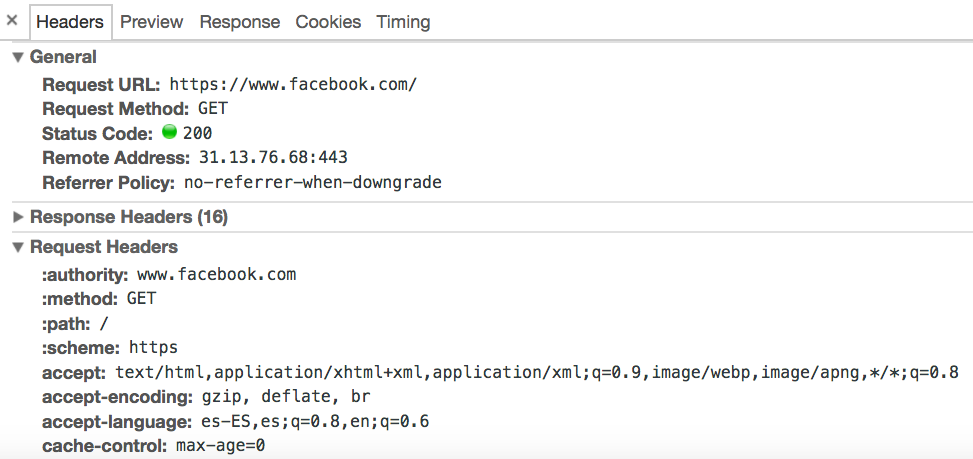 × Headers Preview Response Cookies Timing
▼ General
Request URL: https://www.facebook.com/
Request Method: GET
Status Code: 200
Remote Address: 31.13.76.68:443
Referrer Policy: no-referrer-when-downgrade
▶ Response Headers (16)
▼ Request Headers
:authority: www.facebook.com
:method: GET
:path: /
:scheme: https
accept: text/html,application/xhtml+xml,application/xml;q=0.9,image/webp,image/apng,*/*;q=0.8
accept-encoding: gzip, deflate, br
accept-language: es-ES,es;q=0.8,en;q=0.6
cache-control: max-age=0